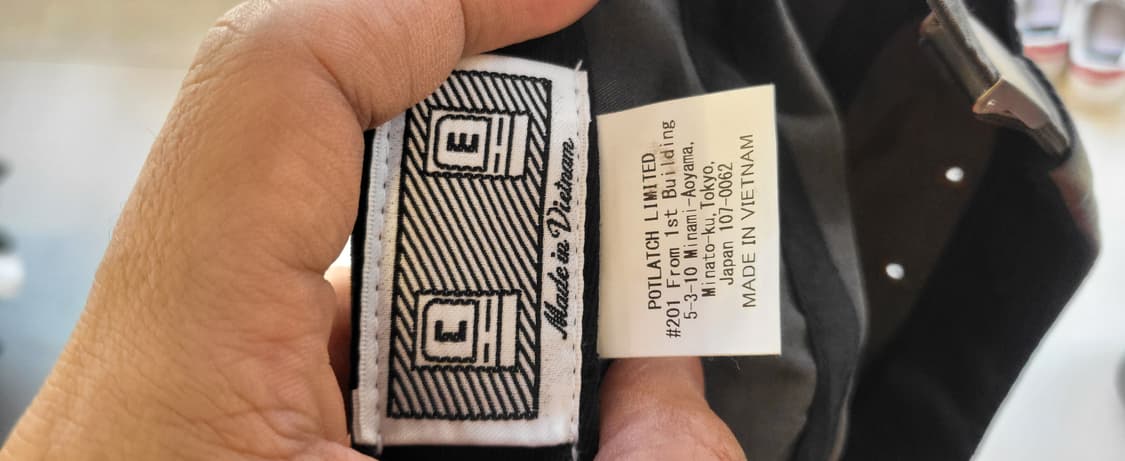 Made in Vietnam
POTLATCH LIMITED
#201 From 1st Building
5-3-10 Minami-Aoyama,
Minato-ku, Tokyo,
Japan 107-0062
MADE IN VIETNAM